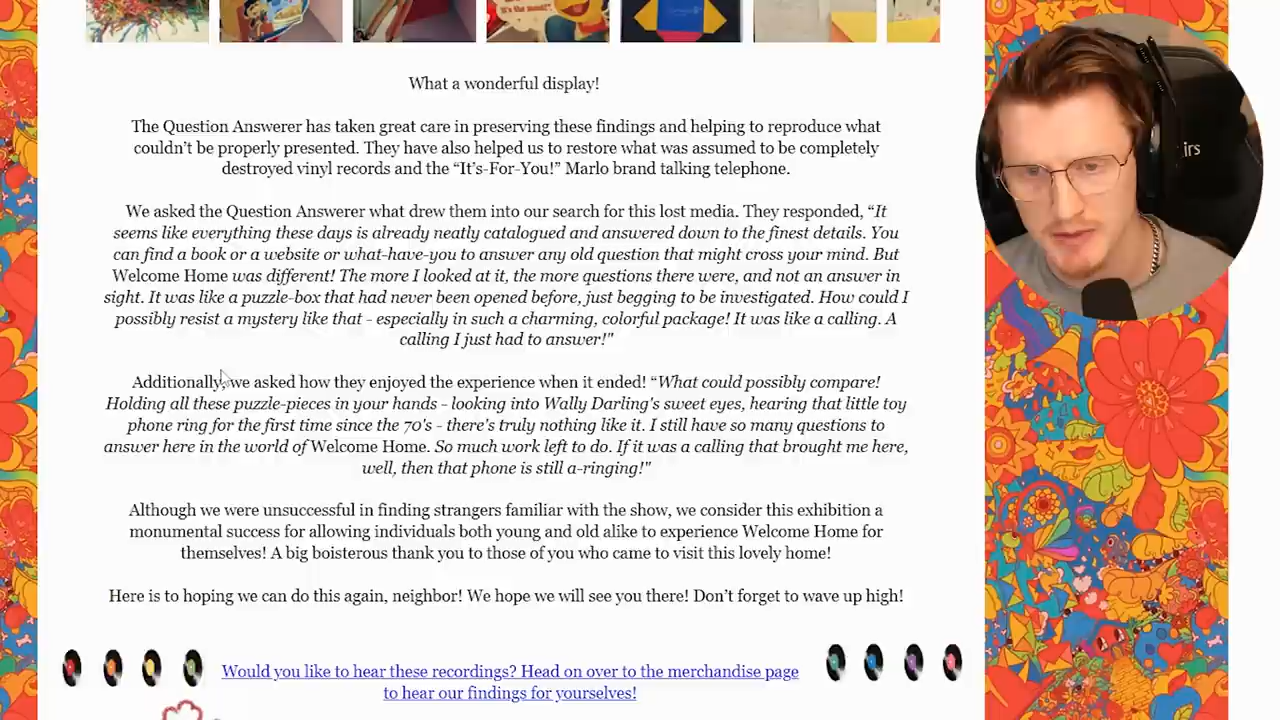 What a wonderful display!
The Question Answerer has taken great care in preserving these findings and helping to reproduce what
couldn't be properly presented. They have also helped us to restore what was assumed to be completely
destroyed vinyl records and the “It's-For-You!” Marlo brand talking telephone.
We asked the Question Answerer what drew them into our search for this lost media. They responded, “It
seems like everything these days is already neatly catalogued and answered down to the finest details. You
can find a book or a website or what-have-you to answer any old question that might cross your mind. But
Welcome Home was different! The more I looked at it, the more questions there were, and not an answer in
sight. It was like a puzzle-box that had never been opened before, just begging to be investigated. How could I
possibly resist a mystery like that - especially in such a charming, colorful package! It was like a calling. A
calling I just had to answer!"
Additionally, we asked how they enjoyed the experience when it ended! “What could possibly compare!
Holding all these puzzle-pieces in your hands - looking into Wally Darling's sweet eyes, hearing that little toy
phone ring for the first time since the 70's - there's truly nothing like it. I still have so many questions to
answer here in the world of Welcome Home. So much work left to do. If it was a calling that brought me here,
well, then that phone is still a-ringing!"
Although we were unsuccessful in finding strangers familiar with the show, we consider this exhibition a
monumental success for allowing individuals both young and old alike to experience Welcome Home for
themselves! A big boisterous thank you to those of you who came to visit this lovely home!
Here is to hoping we can do this again, neighbor! We hope we will see you there! Don't forget to wave up high!
Would you like to hear these recordings? Head on over to the merchandise page
to hear our findings for yourselves!